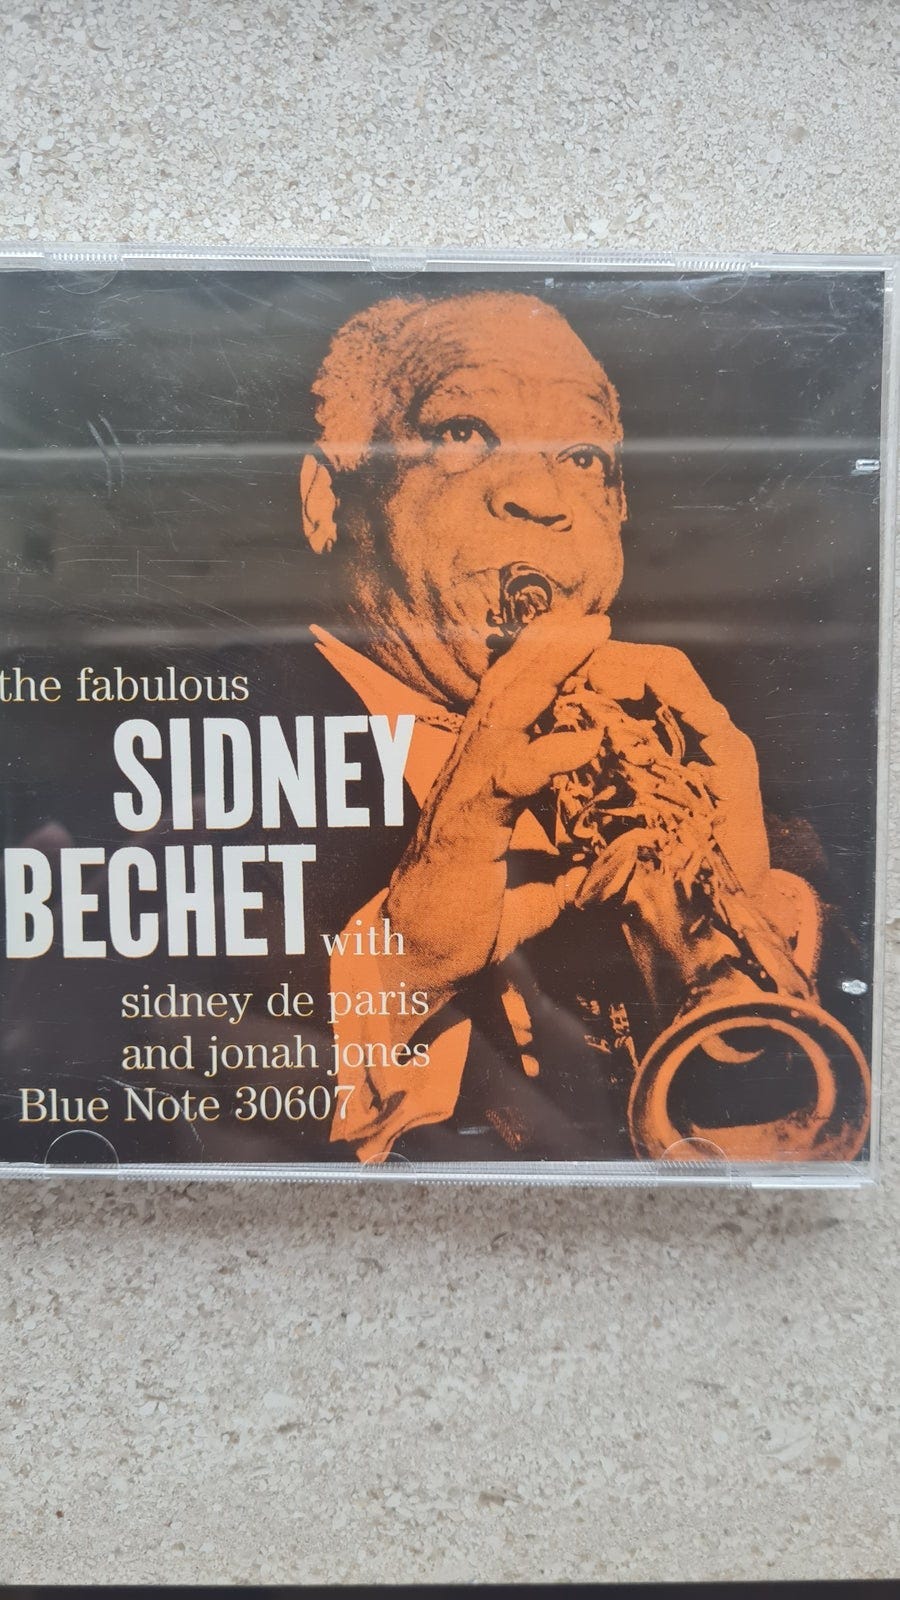 the fabulous
SIDNEY
BECHET with
sidney de paris
and jonah jones
Blue Note 30607